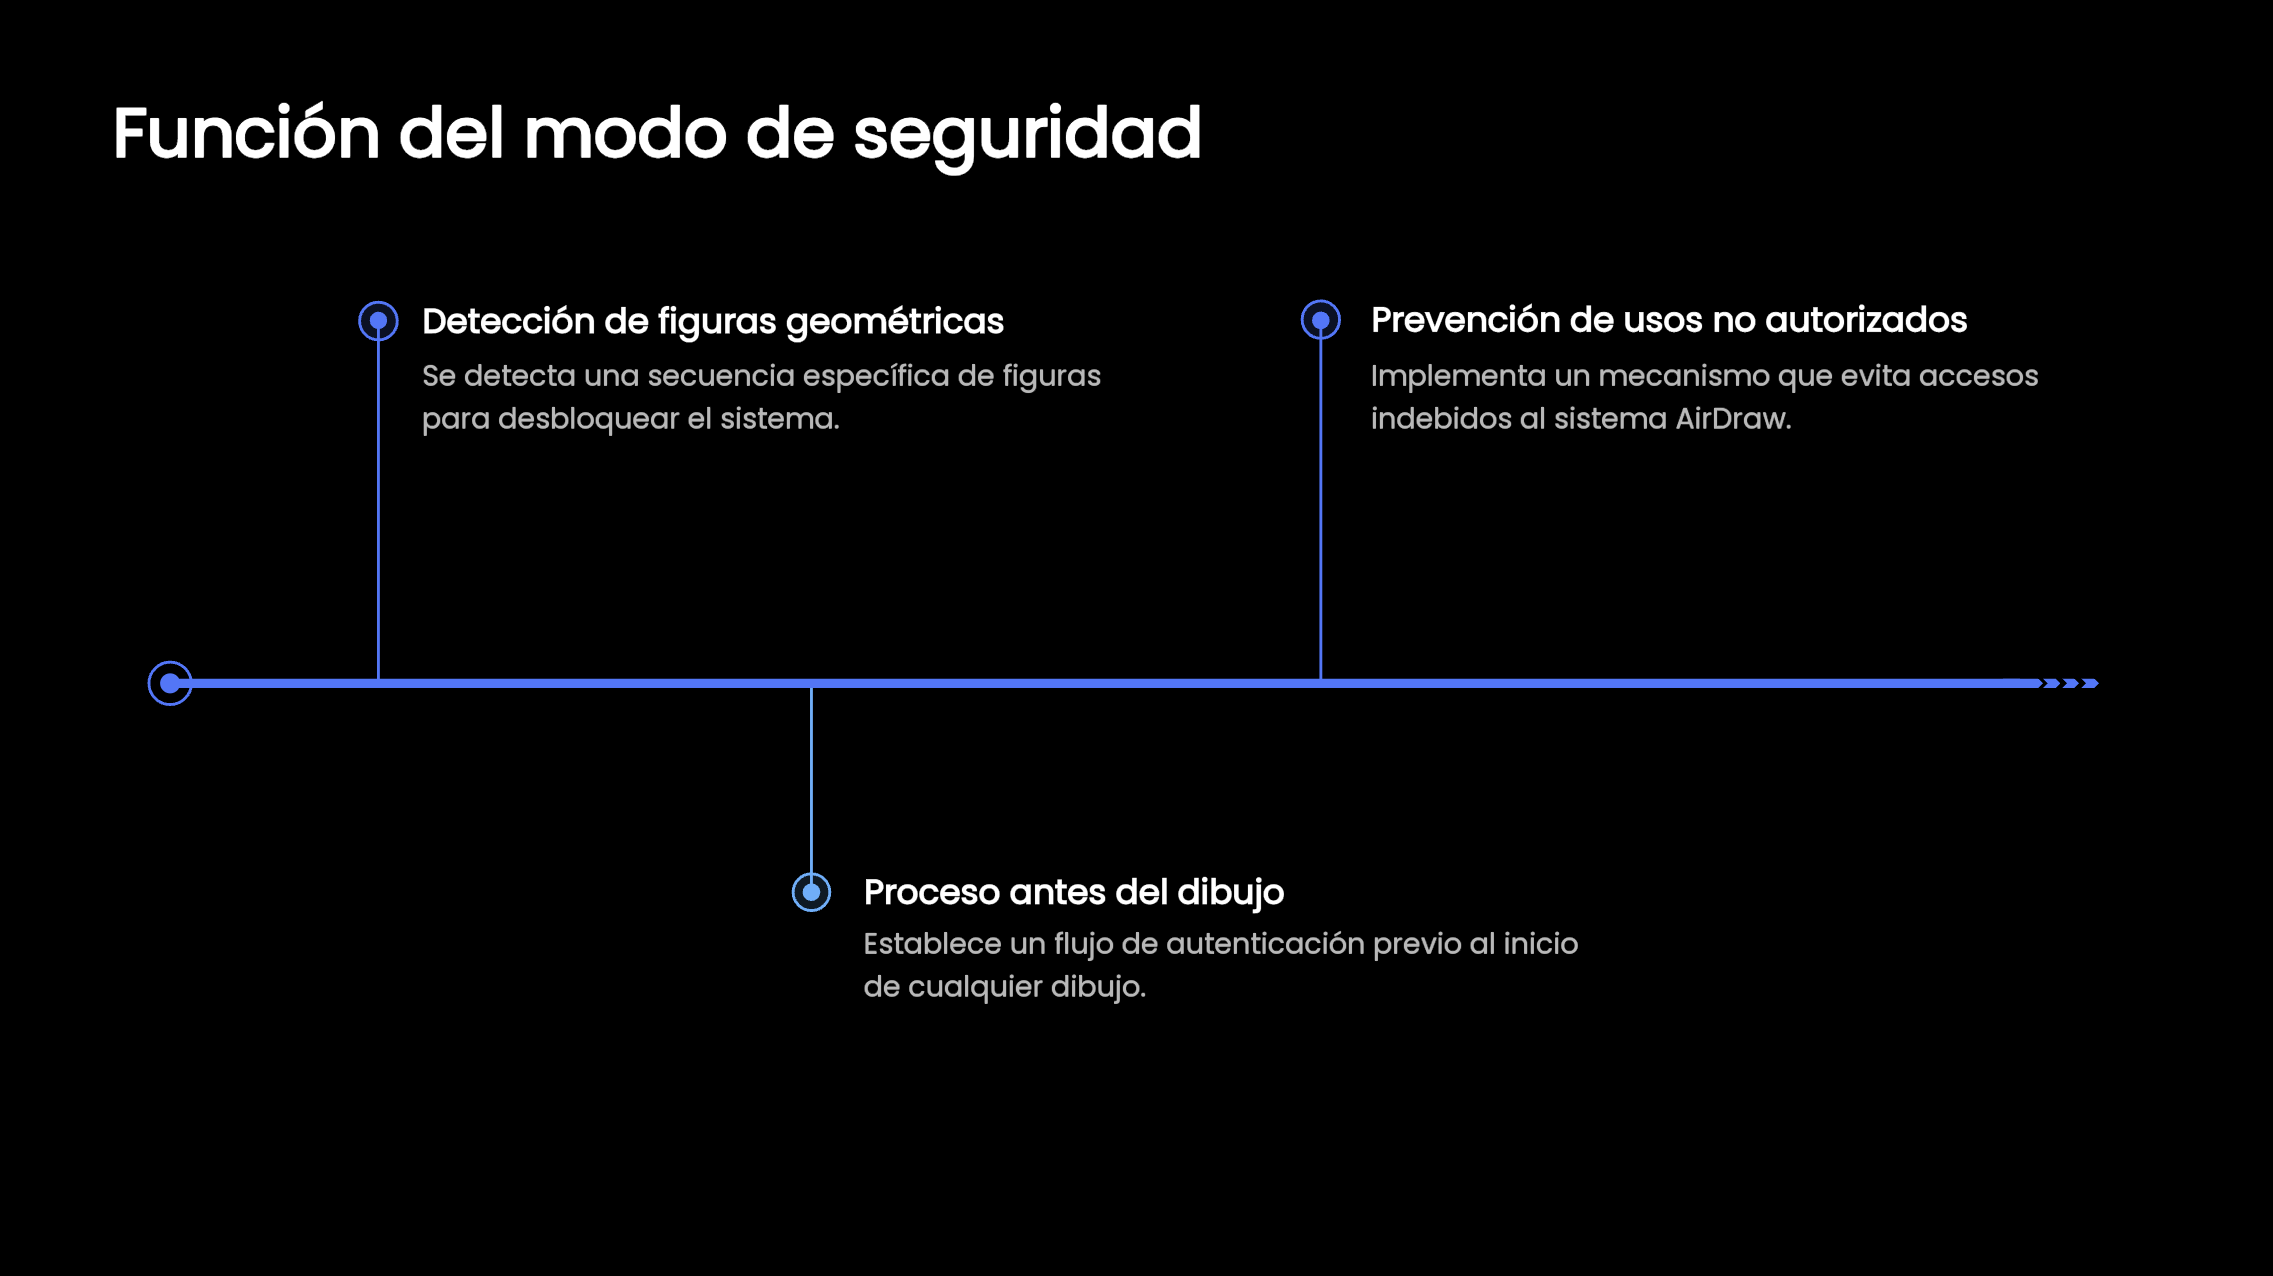 Función del modo de seguridad
Detección de figuras geométricas
Se detecta una secuencia específica de figuras
para desbloquear el sistema.
Proceso antes del dibujo
Establece un flujo de autenticación previo al inicio
de cualquier dibujo.
Prevención de usos no autorizados
Implementa un mecanismo que evita accesos
indebidos al sistema AirDraw.